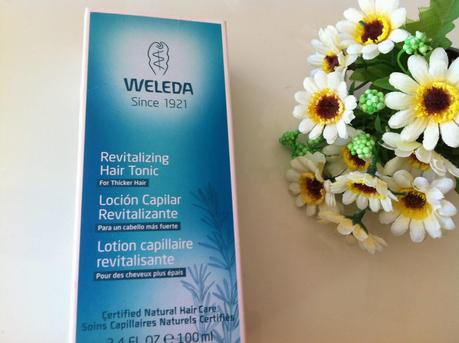 WELEDA
Since 1921
Revitalizing
Hair Tonic
For Thicker Hair
Loción Capilar
Revitalizante
Para un cabello más fuerte
Lotion capillaire
revitalisante
Pour des cheveux plus épais
Certified Natural Hair Care
Soins Capillaires Naturels Certifiés
3.4 FL OZ ℮ 100 ml